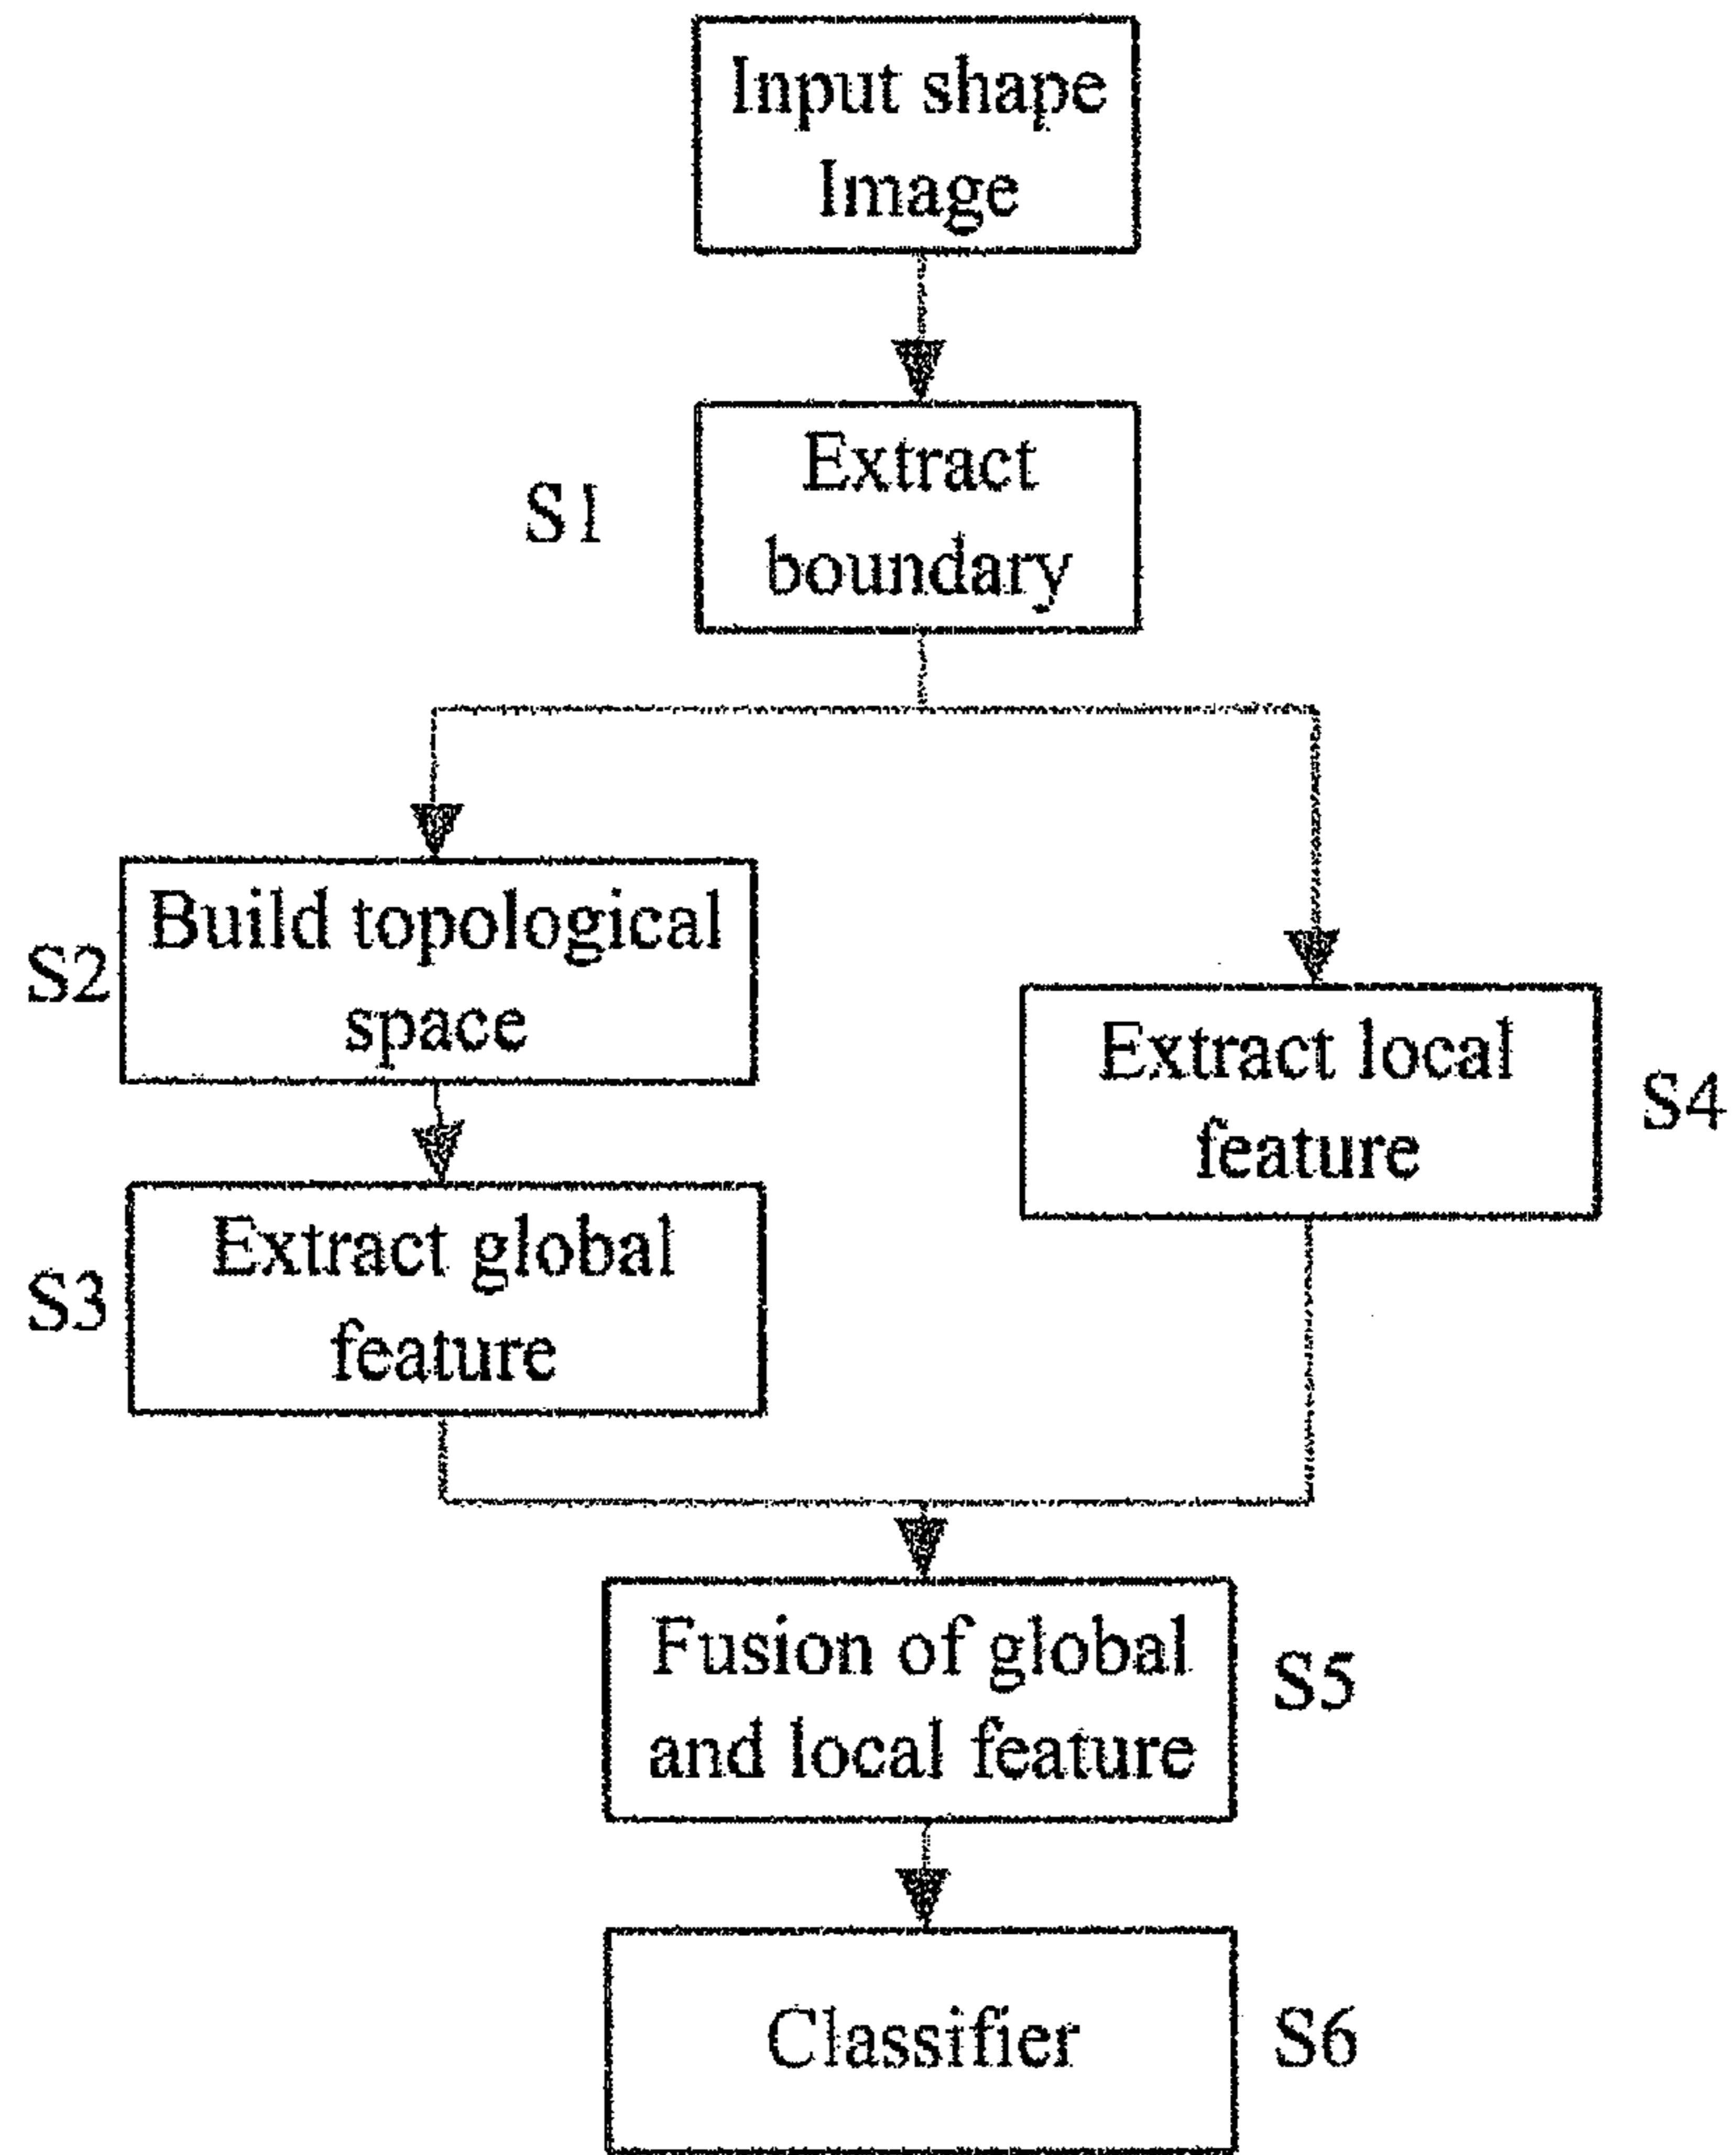 Input shape
Image
S1
Extract
boundary
S2
Build topological
space
Extract local
feature
S4
S3
Extract global
feature
Fusion of global
and local feature
S5
Classifier
S6